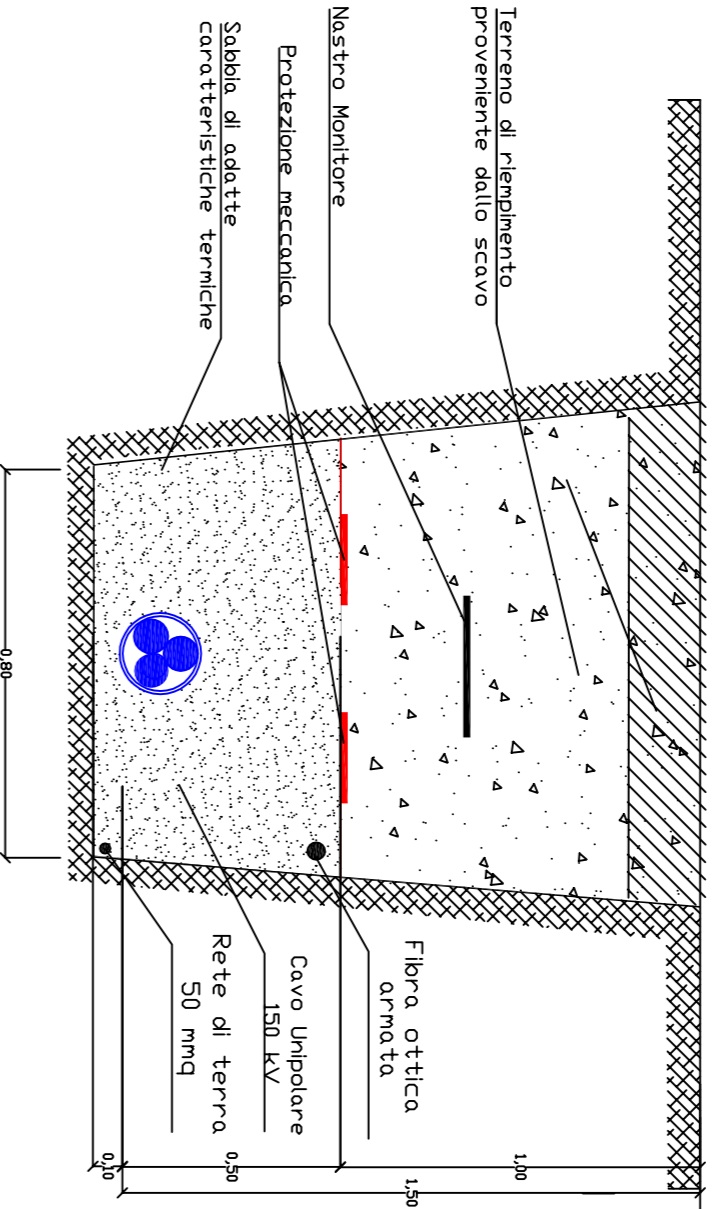 Terreno di riempimento
proveniente dallo scavo
Nastro Monitore
Protezione meccanica
Sabbia di adatte
caratteristiche termiche
Fibra ottica
armata
Cavo Unipolare
150 kV
Rete di terra
50 mmq
1,00
1,50
0,50
0,10
0,80